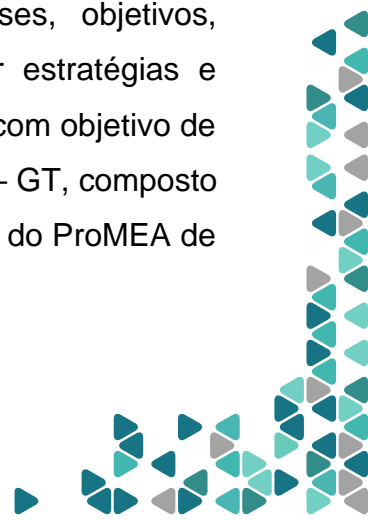 ses, objetivos,
r estratégias e
com objetivo de
– GT, composto
do ProMEA de